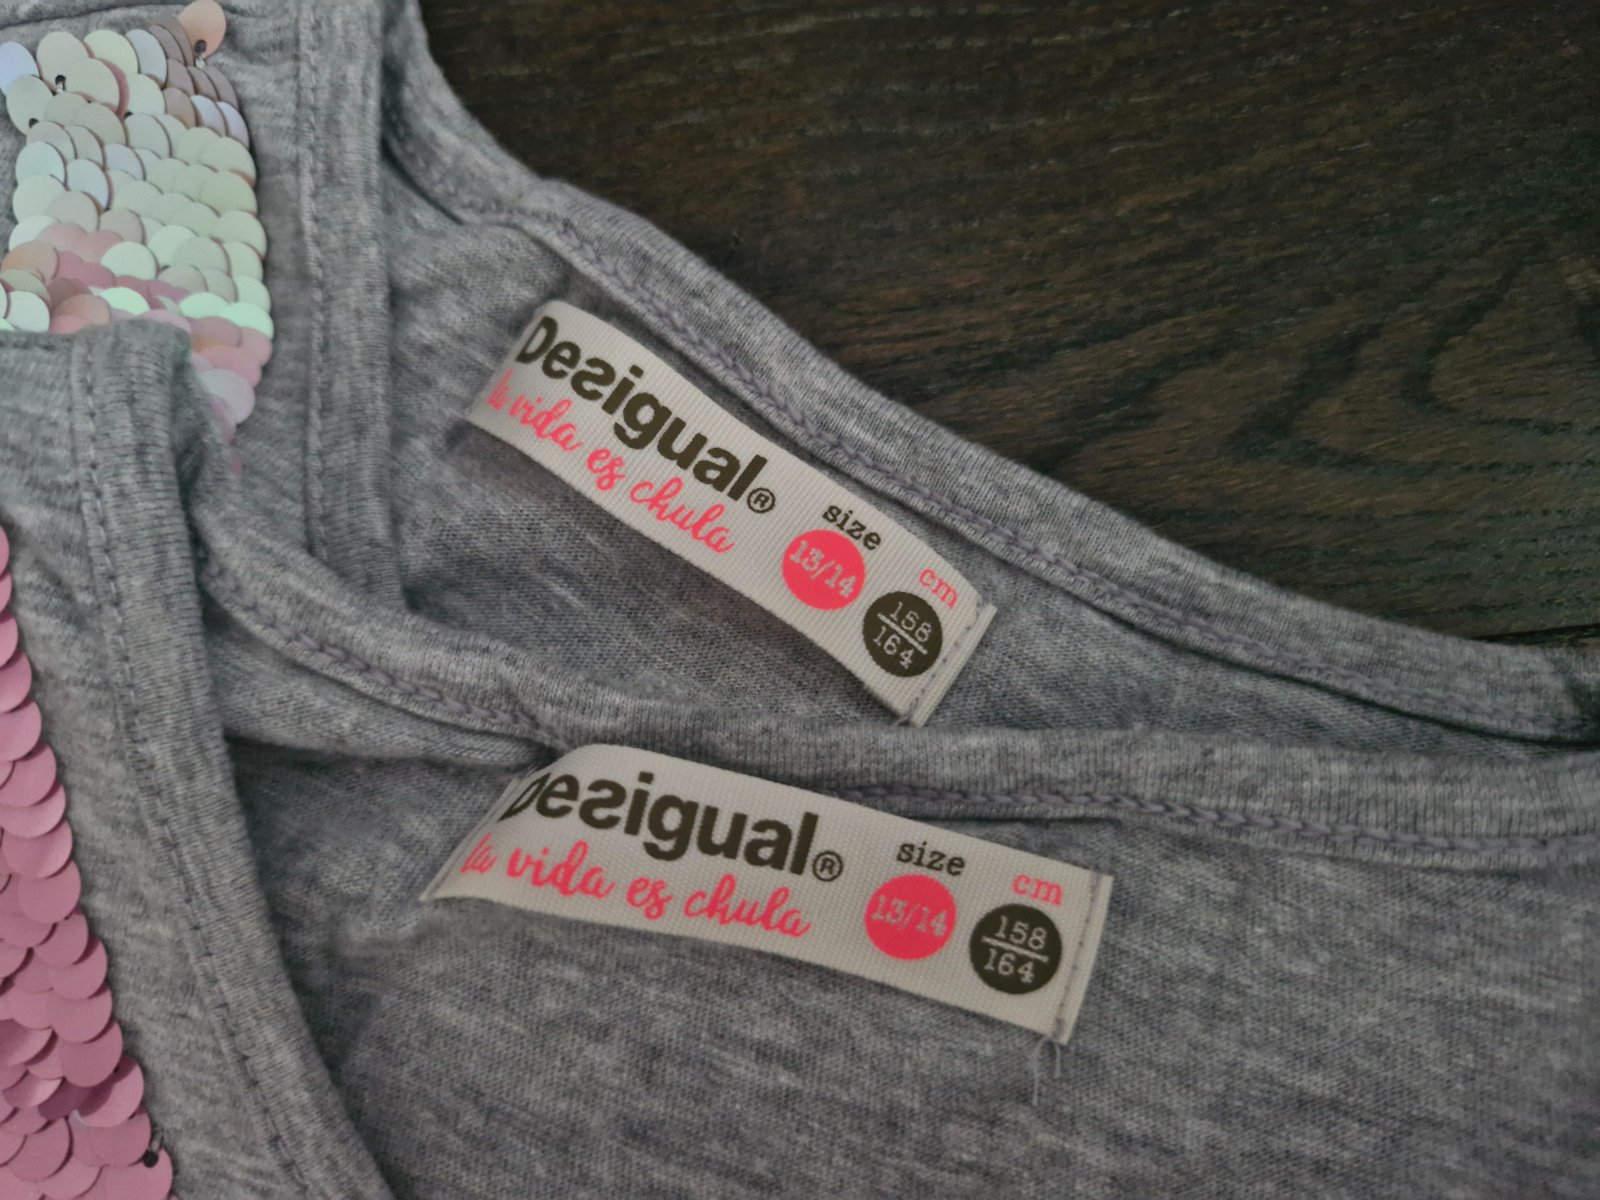 Desigual®
la vida es chula
size
13/14
cm
158
164
Desigual®
la vida es chula
size
13/14
cm
158
164